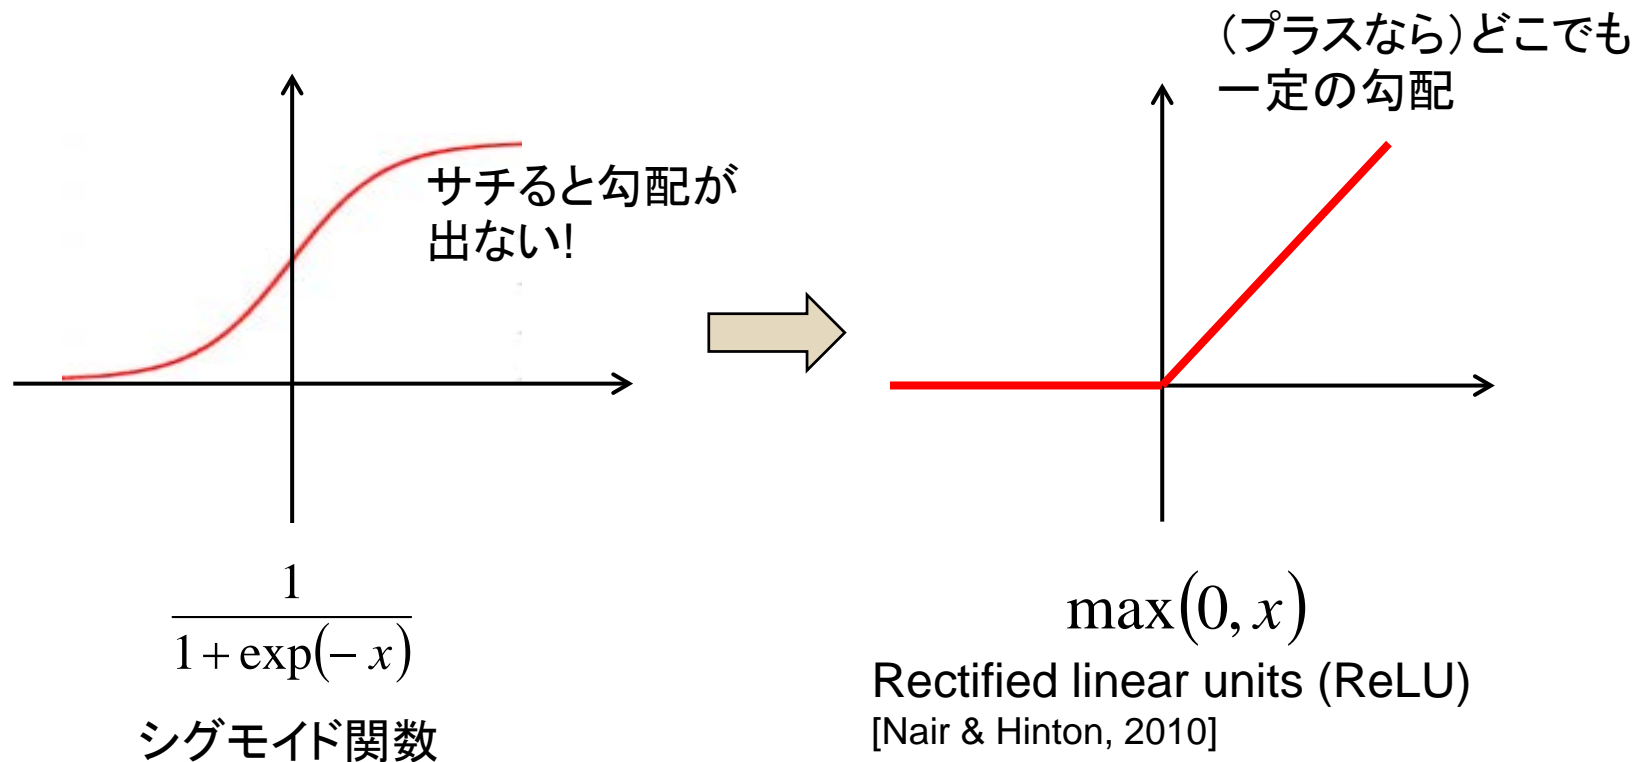 サチると勾配が
出ない!
1
1+exp(− x)
シグモイド関数
（プラスなら）どこでも
一定の勾配
max(0, x)
Rectified linear units (ReLU)
[Nair & Hinton, 2010]